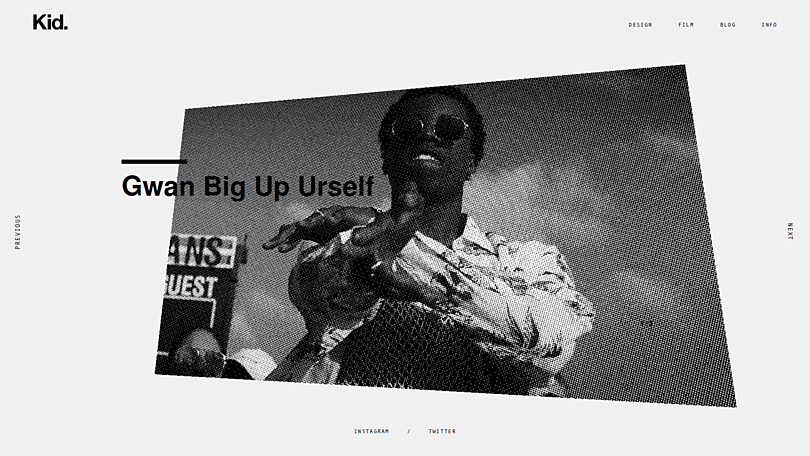 Kid.
DESIGN FILM BLOG INFO
Gwan Big Up Urself
PREVIOUS
NEXT
ANS
UEST
INSTAGRAM / TWITTER